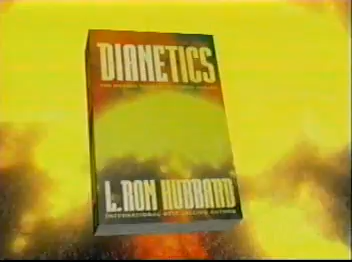 DIANETICS
L. RON HUBBARD
INTERNATIONAL BEST SELLING AUTHOR